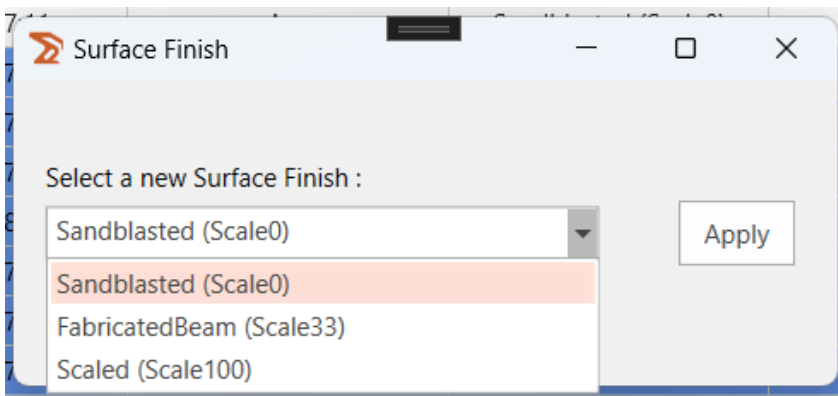 Surface Finish
Select a new Surface Finish :
Sandblasted (Scale0)
Apply
Sandblasted (Scale0)
FabricatedBeam (Scale33)
Scaled (Scale100)